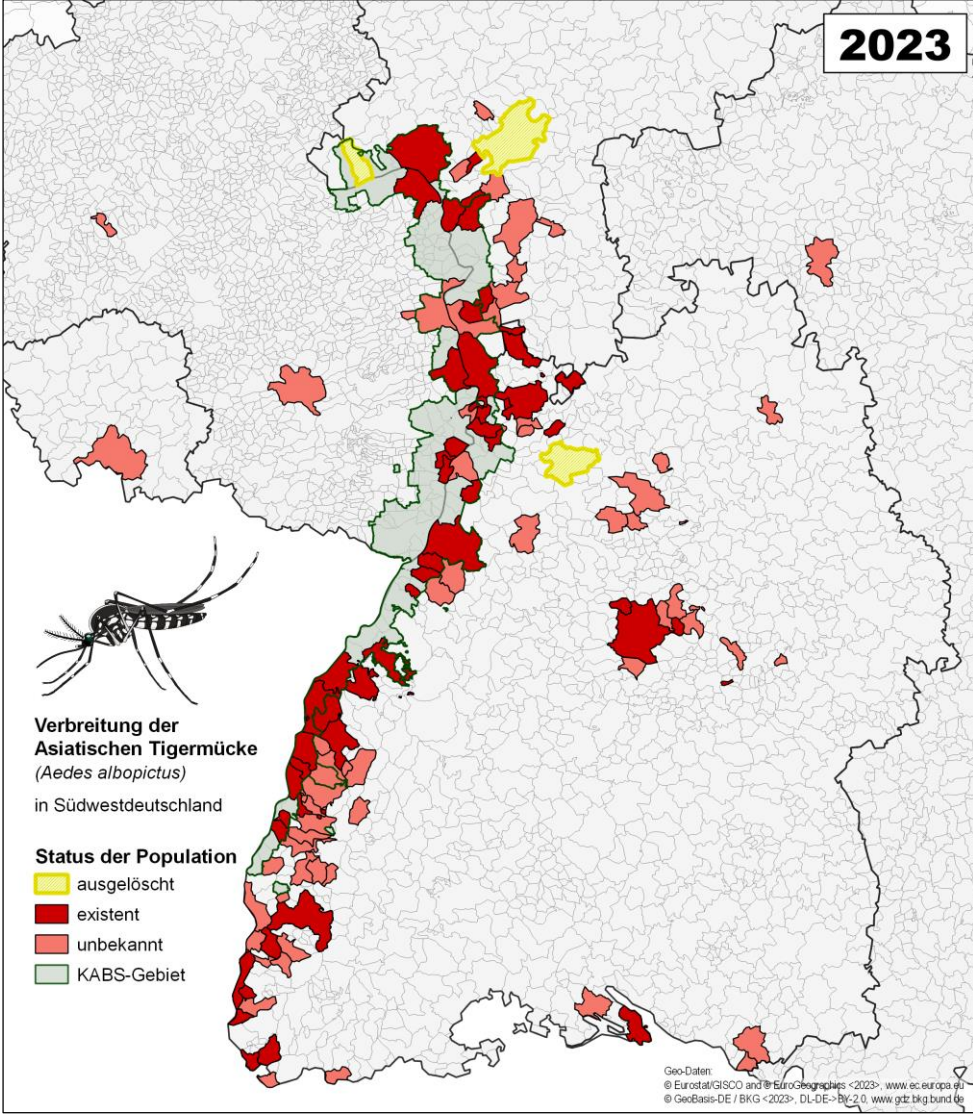 2023
Verbreitung der
Asiatischen Tigermücke
(Aedes albopictus)
in Südwestdeutschland
Status der Population
ausgelöscht
existent
unbekannt
KABS-Gebiet
Geo-Daten:
© Eurostat/GISCO and © EuroGeographics <2023>, www.ec.europa.eu
© GeoBasis-DE / BKG <2023>, DL-DE->BY-2.0, www.gdz.bkg.bund.de